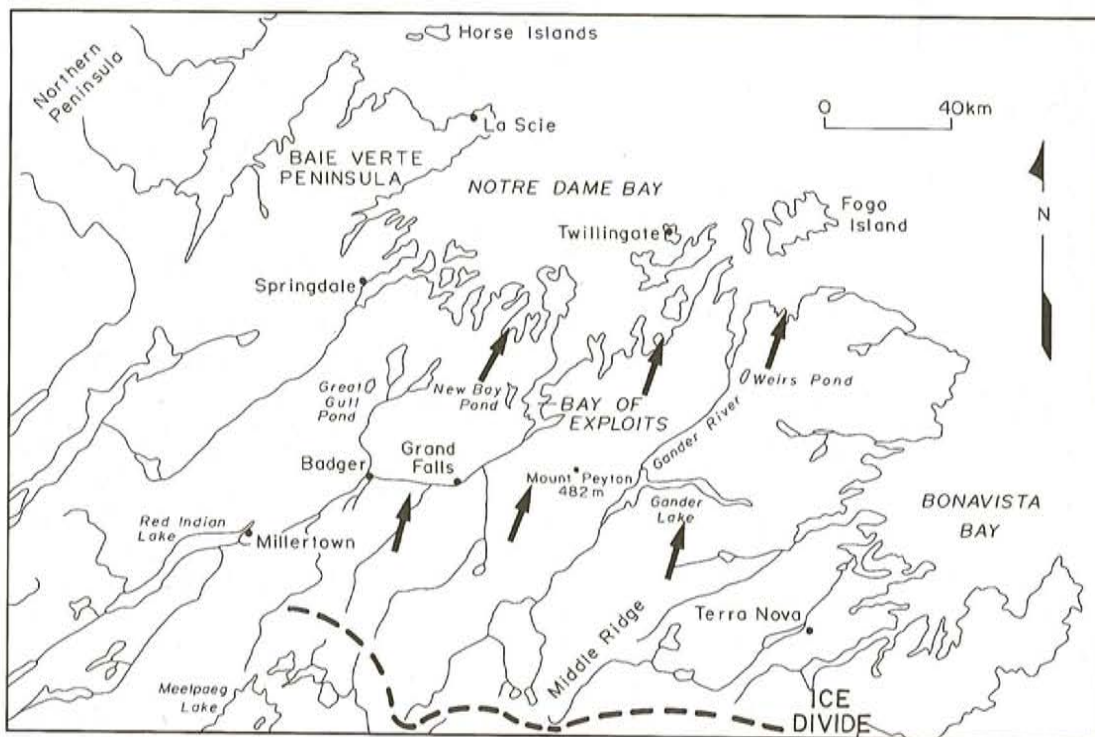 Horse Islands
Northern
Peninsula
0 40km
La Scie
BAIE VERTE
PENINSULA
NOTRE DAME BAY
Fogo
Island
N
Twillingate
Springdale
Great
Gull
Pond
New Bay
Pond
Weirs Pond
BAY OF
EXPLOITS
Gander River
Grand
Falls
Badger
Mount Peyton
482 m
Gander
Lake
BONAVISTA
BAY
Red Indian
Lake
Millertown
Middle Ridge
Terra Nova
Meelpaeg
Lake
ICE
DIVIDE